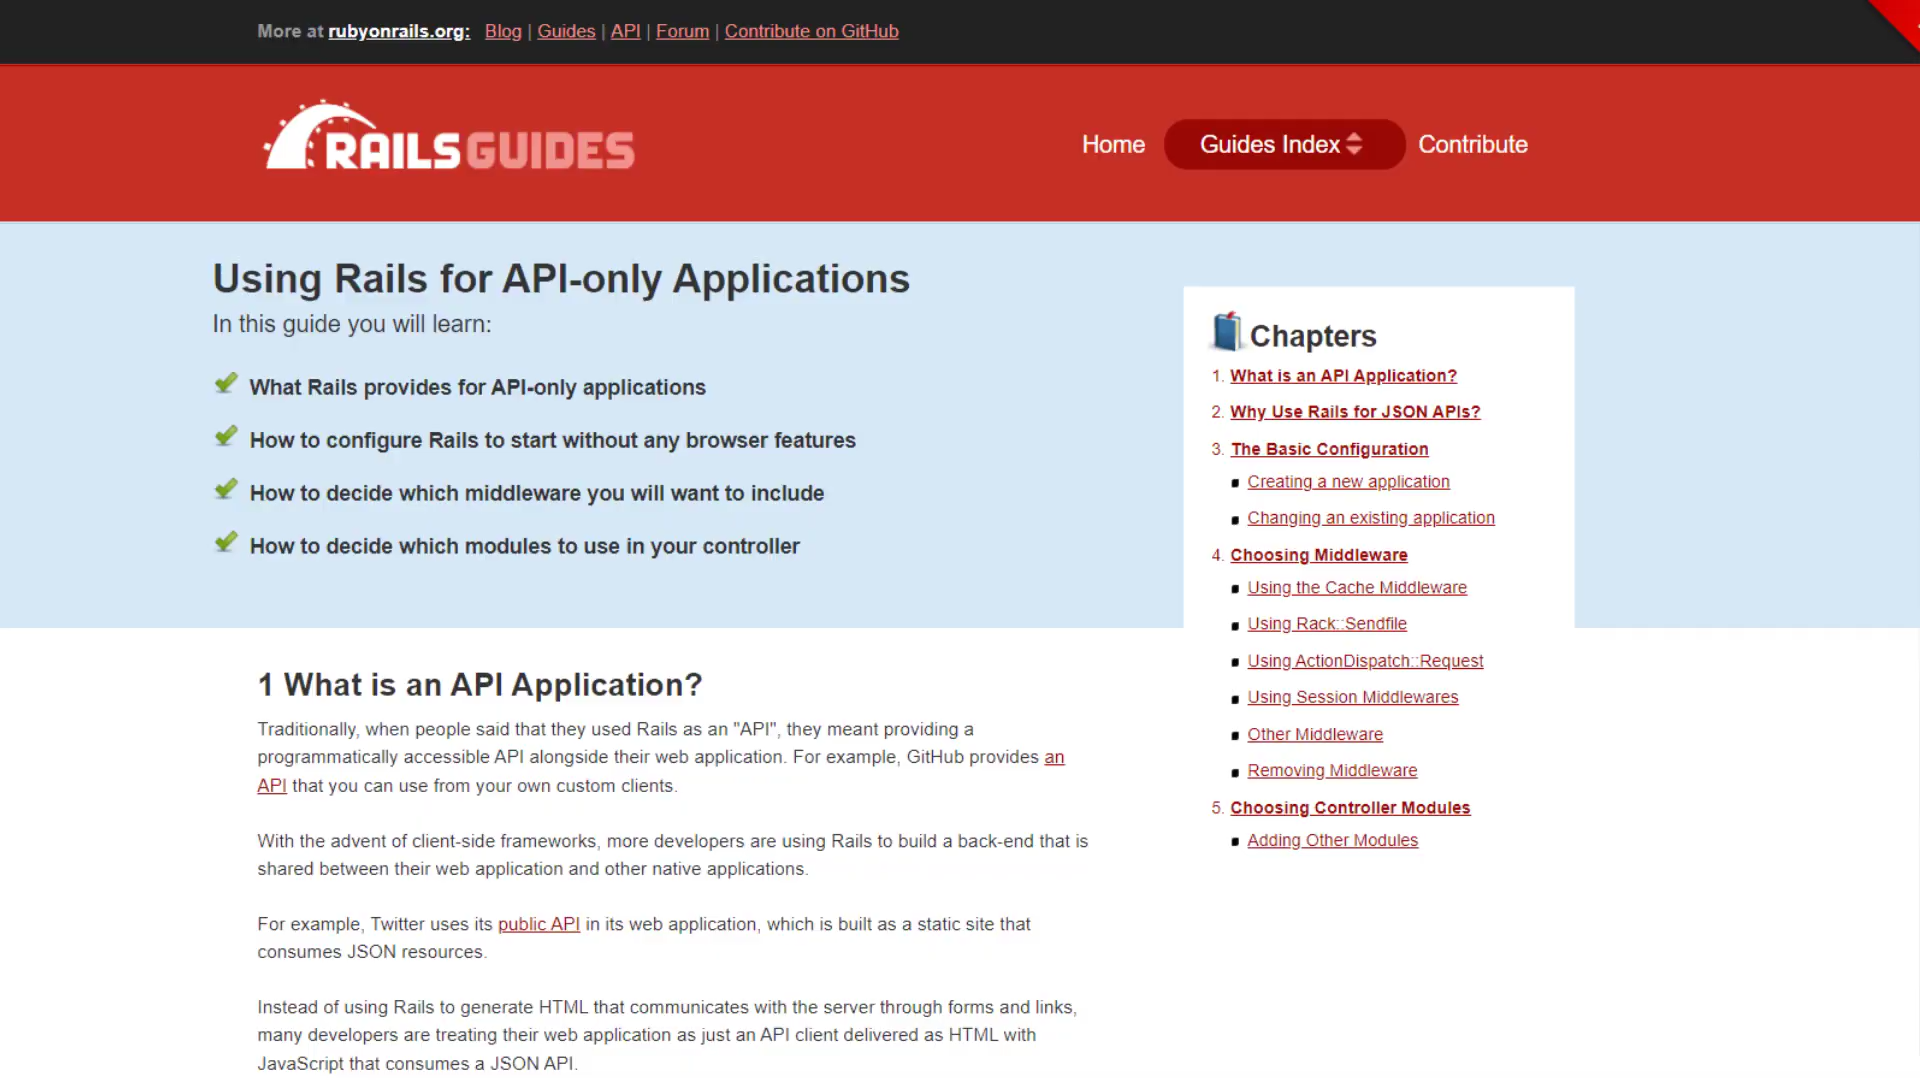 More at rubyonrails.org: Blog | Guides | API | Forum | Contribute on GitHub
RAILSGUIDES
Home Guides Index Contribute
Using Rails for API-only Applications
In this guide you will learn:
What Rails provides for API-only applications
How to configure Rails to start without any browser features
How to decide which middleware you will want to include
How to decide which modules to use in your controller
Chapters
1. What is an API Application?
2. Why Use Rails for JSON APIs?
3. The Basic Configuration
Creating a new application
Changing an existing application
4. Choosing Middleware
Using the Cache Middleware
Using Rack::Sendfile
Using ActionDispatch::Request
Using Session Middlewares
Other Middleware
Removing Middleware
5. Choosing Controller Modules
Adding Other Modules
1 What is an API Application?
Traditionally, when people said that they used Rails as an "API", they meant providing a
programmatically accessible API alongside their web application. For example, GitHub provides an
API that you can use from your own custom clients.
With the advent of client-side frameworks, more developers are using Rails to build a back-end that is
shared between their web application and other native applications.
For example, Twitter uses its public API in its web application, which is built as a static site that
consumes JSON resources.
Instead of using Rails to generate HTML that communicates with the server through forms and links,
many developers are treating their web application as just an API client delivered as HTML with
JavaScript that consumes a JSON API.